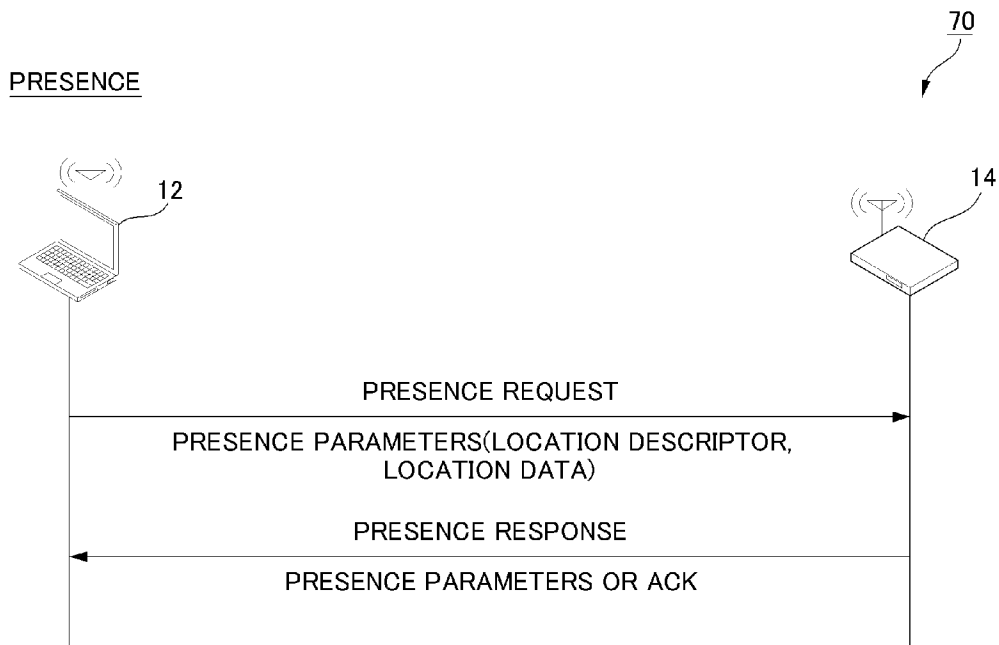 70
PRESENCE
12
14
PRESENCE REQUEST
PRESENCE PARAMETERS(LOCATION DESCRIPTOR,
LOCATION DATA)
PRESENCE RESPONSE
PRESENCE PARAMETERS OR ACK